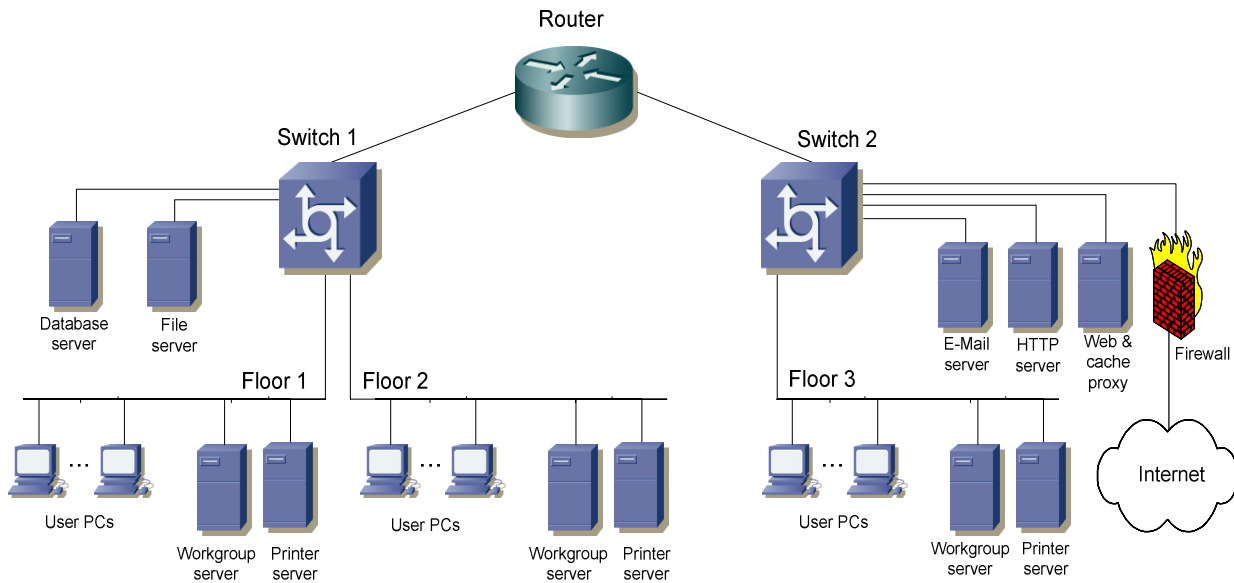 Router
Switch 1
Switch 2
Database
server
File
server
E-Mail
server
HTTP
server
Web &
cache
proxy
Firewall
Floor 1
Floor 2
Floor 3
...
...
...
User PCs
Workgroup
server
Printer
server
User PCs
Workgroup
server
Printer
server
User PCs
Workgroup
server
Printer
server
Internet